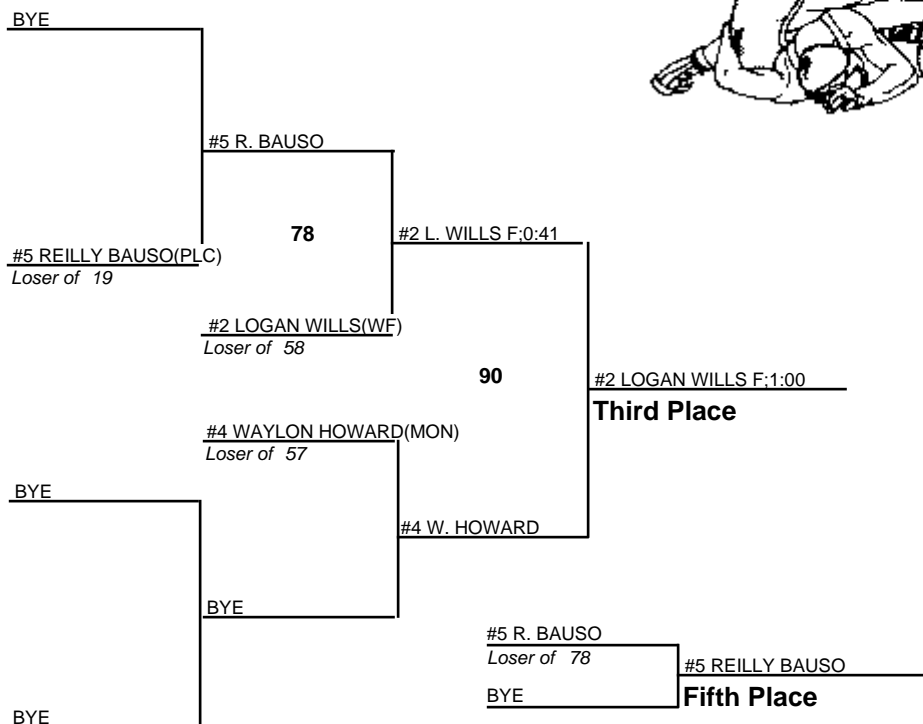 BYE
#5 R. BAUSO
#5 REILLY BAUSO(PLC)
Loser of 19
78
#2 L. WILLS F;0:41
#2 LOGAN WILLS(WF)
Loser of 58
90
#2 LOGAN WILLS F;1:00
Third Place
#4 WAYLON HOWARD(MON)
Loser of 57
BYE
#4 W. HOWARD
BYE
#5 R. BAUSO
Loser of 78
#5 REILLY BAUSO
BYE
Fifth Place
BYE